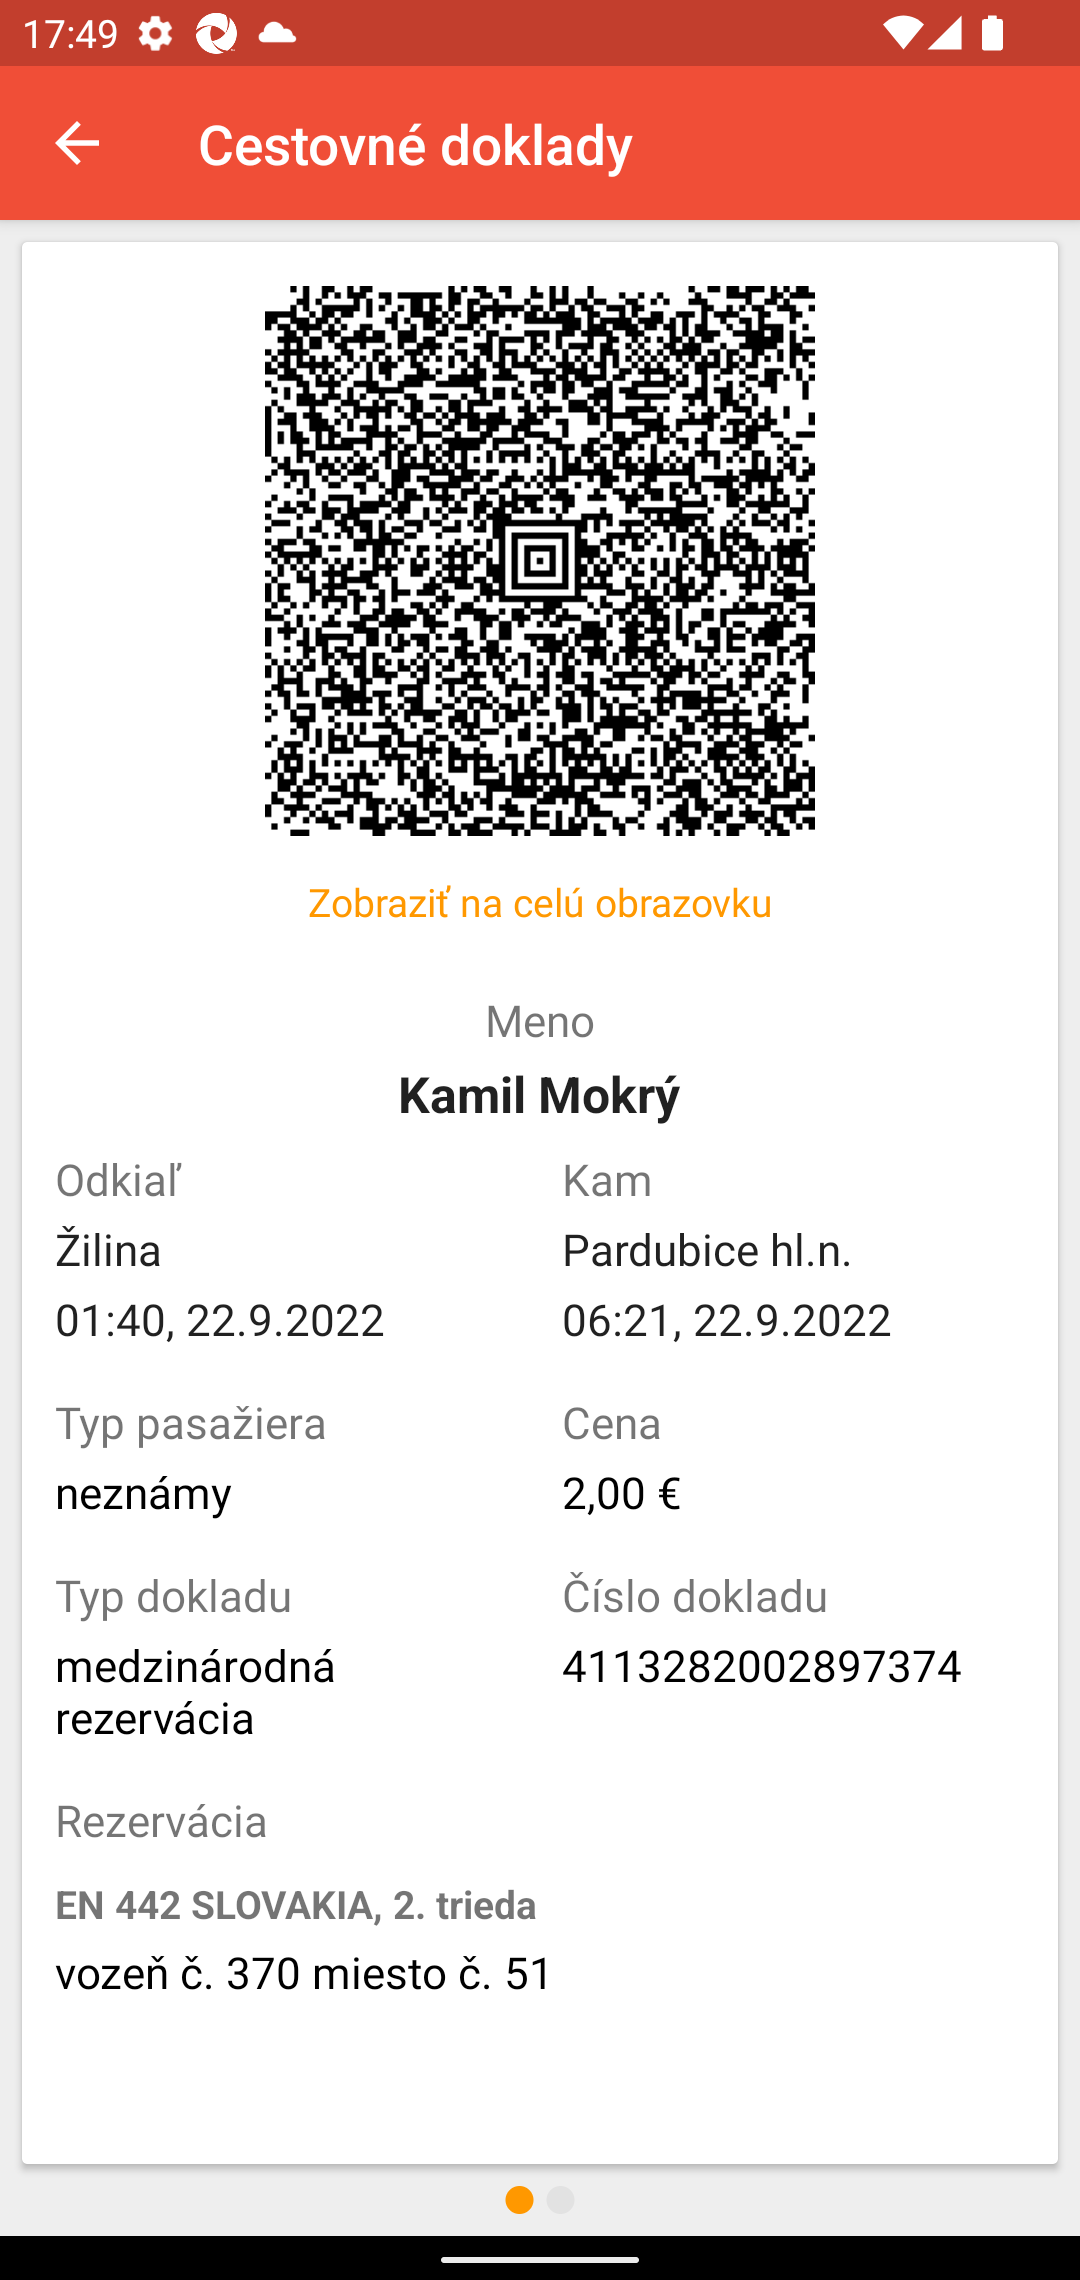 17:49
Cestovné doklady
Zobraziť na celú obrazovku
Meno
Kamil Mokrý
Odkiaľ
Kam
Žilina
Pardubice hl.n.
01:40, 22.9.2022
06:21, 22.9.2022
Typ pasažiera
Cena
neznámy
2,00 €
Typ dokladu
Číslo dokladu
medzinárodná
rezervácia
4113282002897374
Rezervácia
EN 442 SLOVAKIA, 2. trieda
vozeň č. 370 miesto č. 51